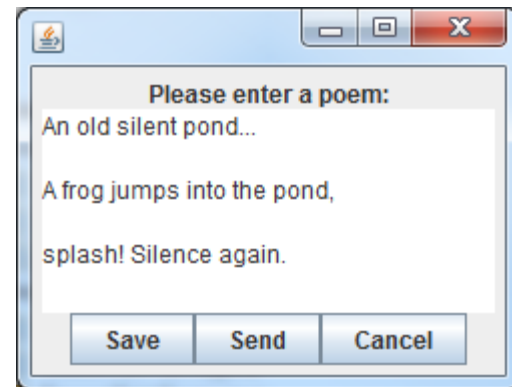 Please enter a poem:
An old silent pond...
A frog jumps into the pond,
splash! Silence again.
Save Send Cancel